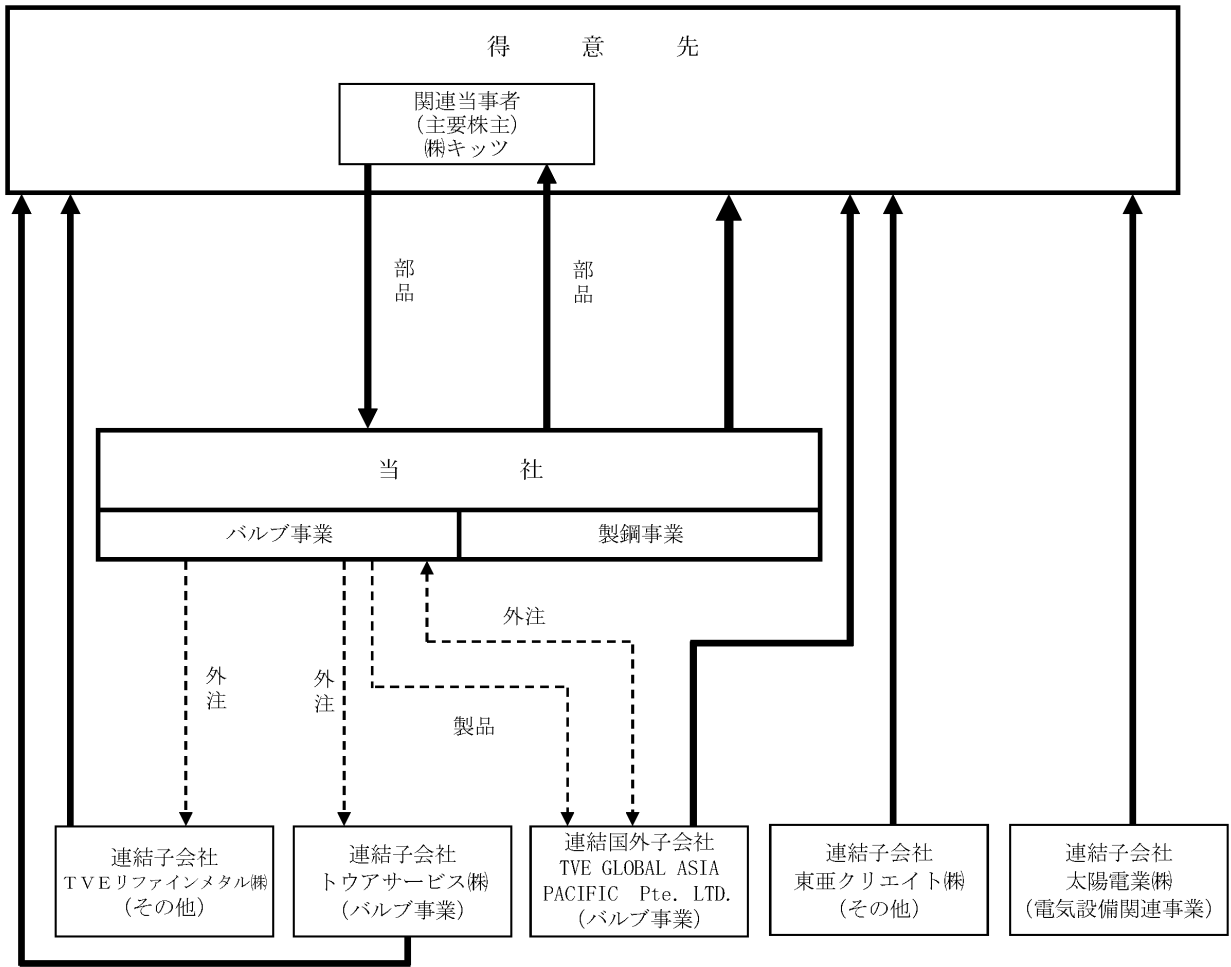 得意先
関連当事者
(主要株主)
㈱キッツ
部品
部品
当社
バルブ事業
製鋼事業
外注
外注
外注
製品
連結子会社
ＴＶＥリファインメタル㈱
(その他)
連結子会社
トウアサービス㈱
(バルブ事業)
連結国外子会社
TVE GLOBAL ASIA
PACIFIC Pte. LTD.
(バルブ事業)
連結子会社
東亜クリエイト㈱
(その他)
連結子会社
太陽電業㈱
(電気設備関連事業)